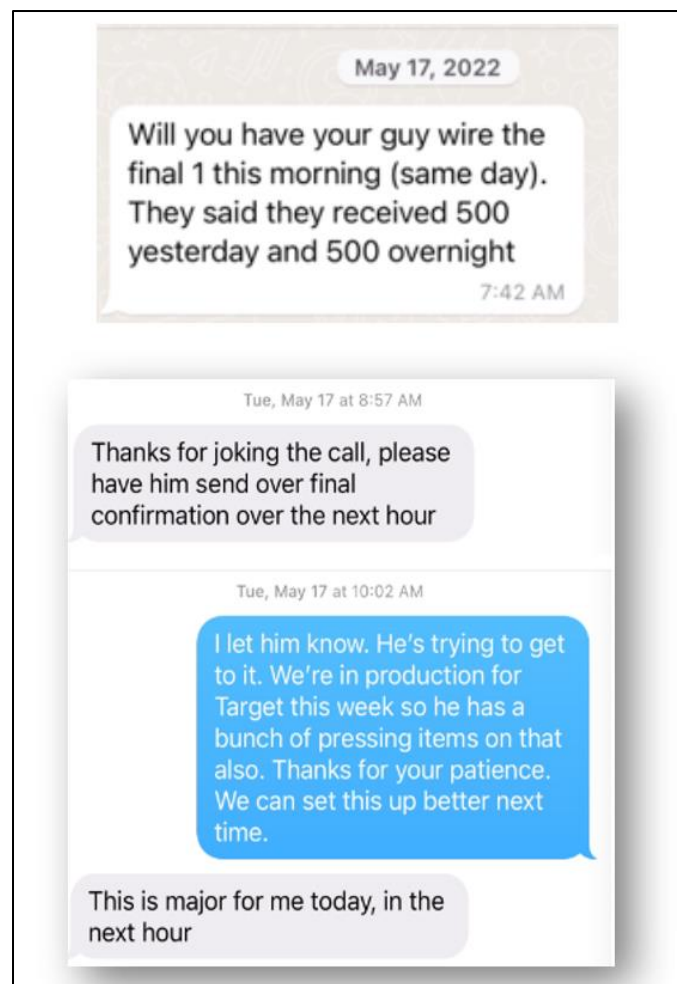 May 17, 2022
Will you have your guy wire the
final 1 this morning (same day).
They said they received 500
yesterday and 500 overnight
7:42 AM
Tue, May 17 at 8:57 AM
Thanks for joking the call, please
have him send over final
confirmation over the next hour
Tue, May 17 at 10:02 AM
I let him know. He's trying to get
to it. We're in production for
Target this week so he has a
bunch of pressing items on that
also. Thanks for your patience.
We can set this up better next
time.
This is major for me today, in the
next hour